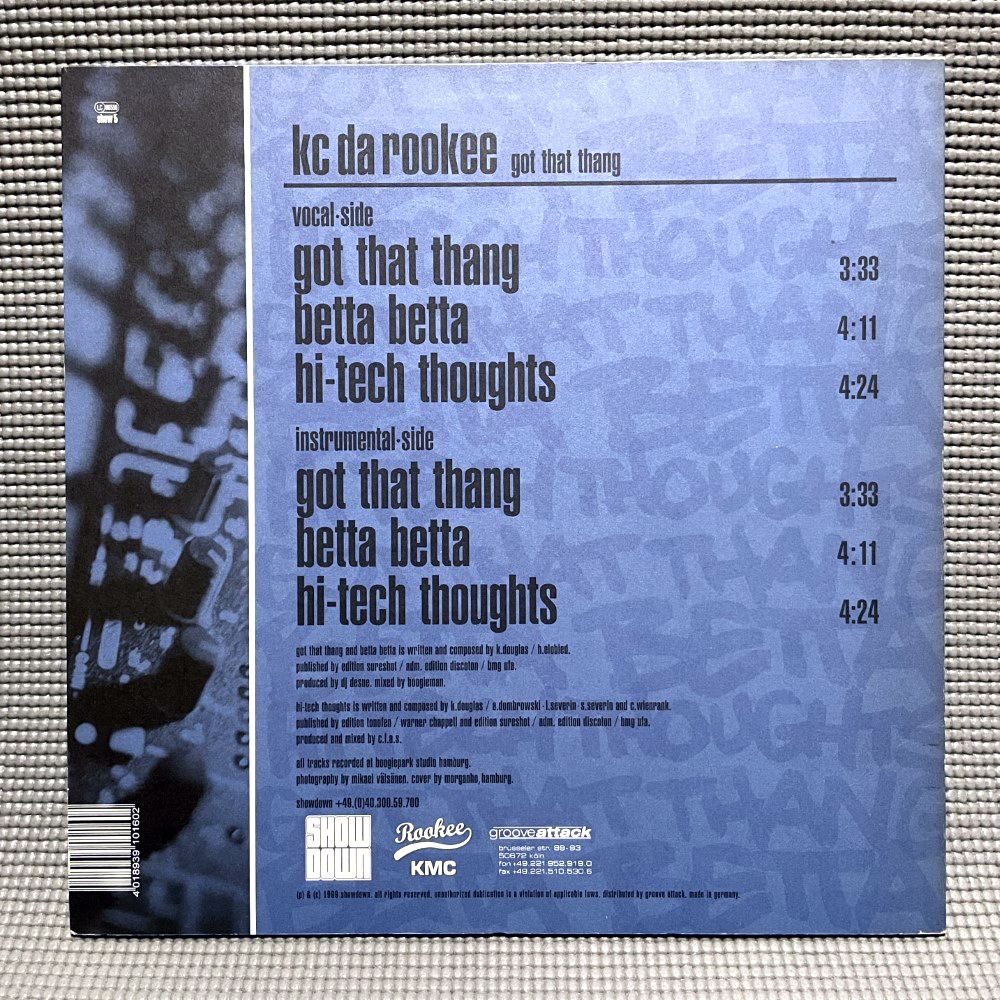 LC
show 5
kc da rookee got that thang
vocal-side
got that thang 3:33
betta betta 4:11
hi-tech thoughts 4:24
instrumental-side
got that thang 3:33
betta betta 4:11
hi-tech thoughts 4:24
got that thang and betta betta is written and composed by k.douglas / h.elobied.
published by edition sureshot / adm. edition discoton / bmg ufa.
produced by dj desue. mixed by boogieman.
hi-tech thoughts is written and composed by k.douglas / a.dombrowski - l.severin - s.severin and c.wiesraak.
published by edition tonofen / warner chappell and edition sureshot / adm. edition discoton / bmg ufa.
produced and mixed by c.l.a.s.
all tracks recorded at boogiepark studio hamburg.
photography by mikael väisänen. cover by morganho, hamburg.
showdown +49.(0)40.300.59.700
SHOW
DOWN
Rookee
KMC
grooveattack
brüsseler str. 89-93
50672 köln
fon +49.221.952.919.0
fax +49.221.510.630.6
4 018939 101602
(p) & (c) 1999 showdown. all rights reserved. unauthorized dublication is a violation of applicable laws. distributed by groove attack. made in germany.